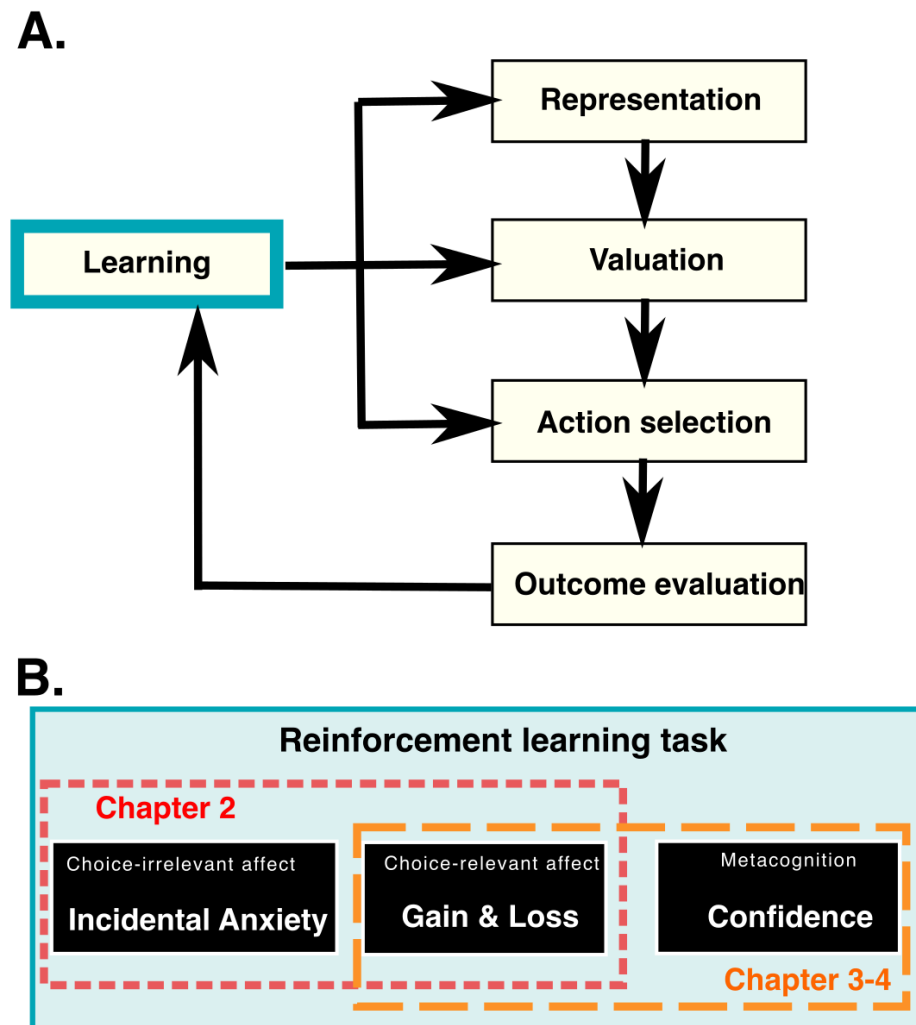 A.
Representation
Learning
Valuation
Action selection
Outcome evaluation
B.
Reinforcement learning task
Chapter 2
Choice-irrelevant affect
Incidental Anxiety
Choice-relevant affect
Gain & Loss
Metacognition
Confidence
Chapter 3-4